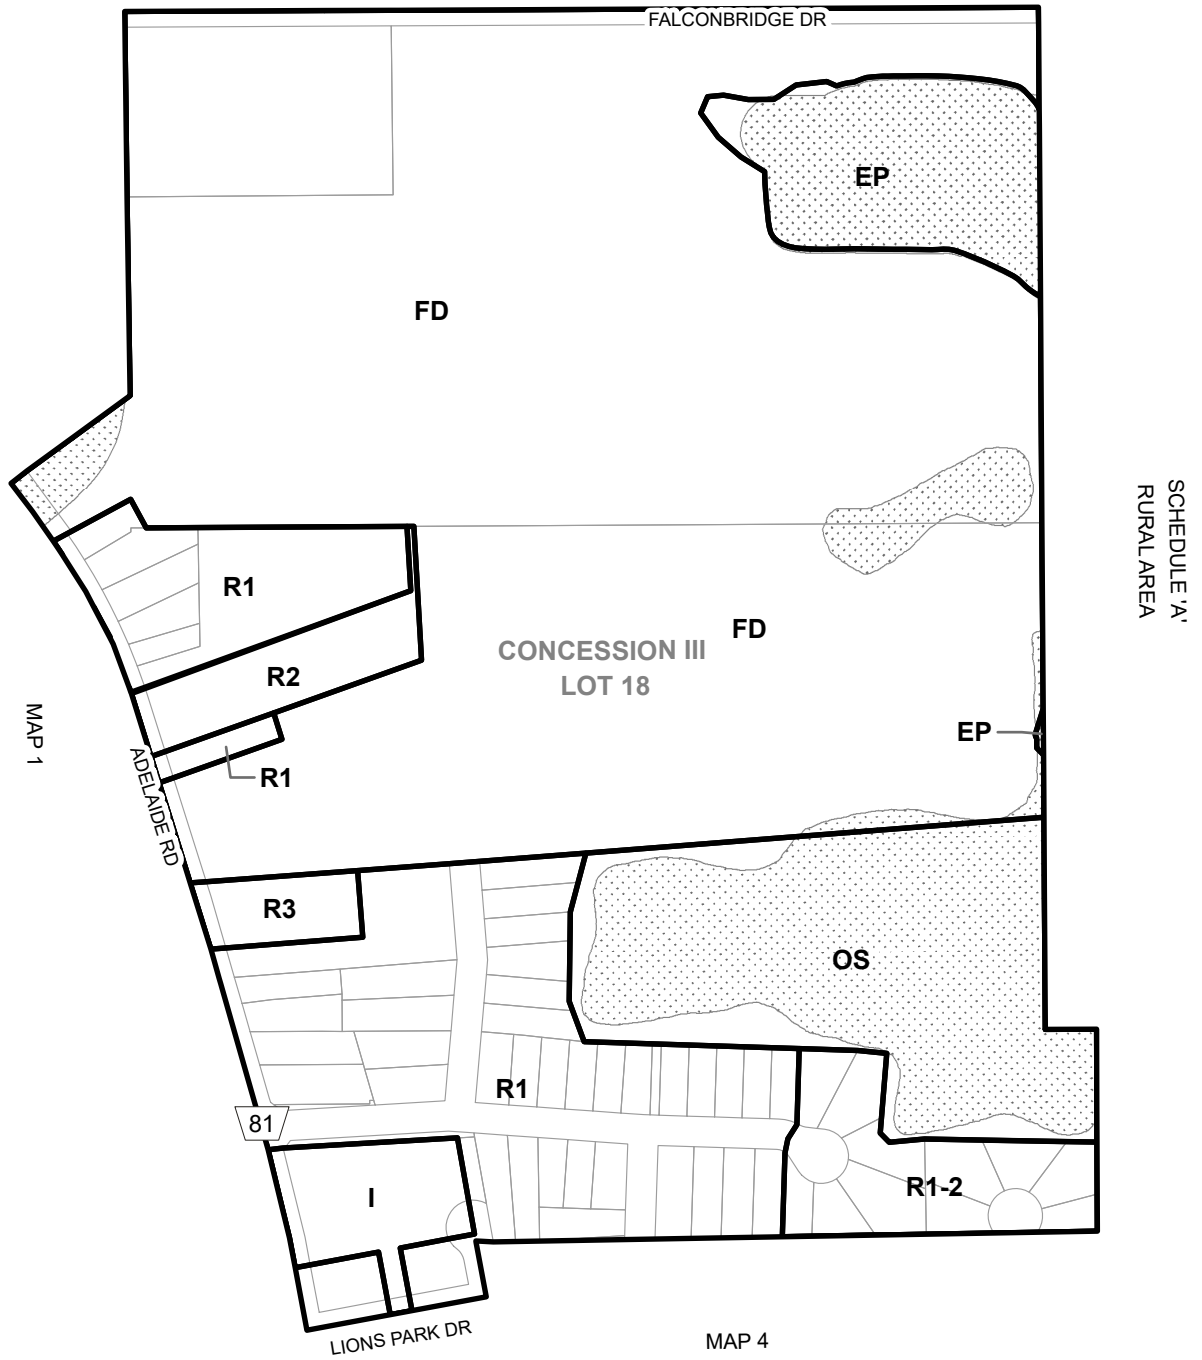 FALCONBRIDGE DR
EP
FD
SCHEDULE 'A'
RURAL AREA
R1
FD
CONCESSION III
LOT 18
R2
MAP 1
EP
ADELAIDE RD
R1
R3
OS
R1
81
R1-2
I
LIONS PARK DR
MAP 4